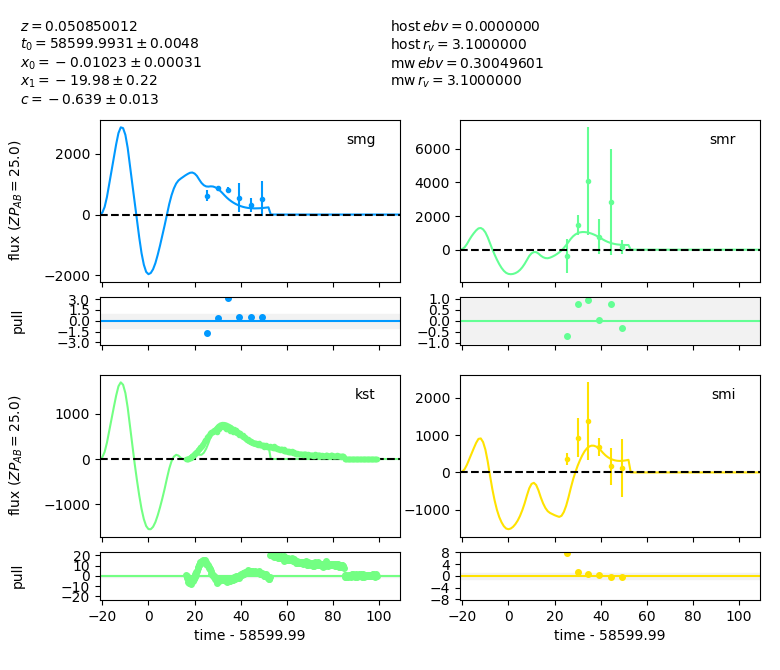 z = 0.050850012
t0 = 58599.9931 ± 0.0048
x0 = −0.01023 ± 0.00031
x1 = −19.98 ± 0.22
c = −0.639 ± 0.013
host ebv = 0.0000000
host rv = 3.1000000
mw ebv = 0.30049601
mw rv = 3.1000000
smg
flux (ZPAB = 25.0)
2000
0
−2000
smr
6000
4000
2000
0
pull
3.0
1.5
0.0
−1.5
−3.0
1.0
0.5
0.0
−0.5
−1.0
kst
flux (ZPAB = 25.0)
1000
0
−1000
smi
2000
1000
0
−1000
pull
20
10
0
−10
−20
8
4
0
−4
−8
−20 0 20 40 60 80 100
−20 0 20 40 60 80 100
time - 58599.99
time - 58599.99